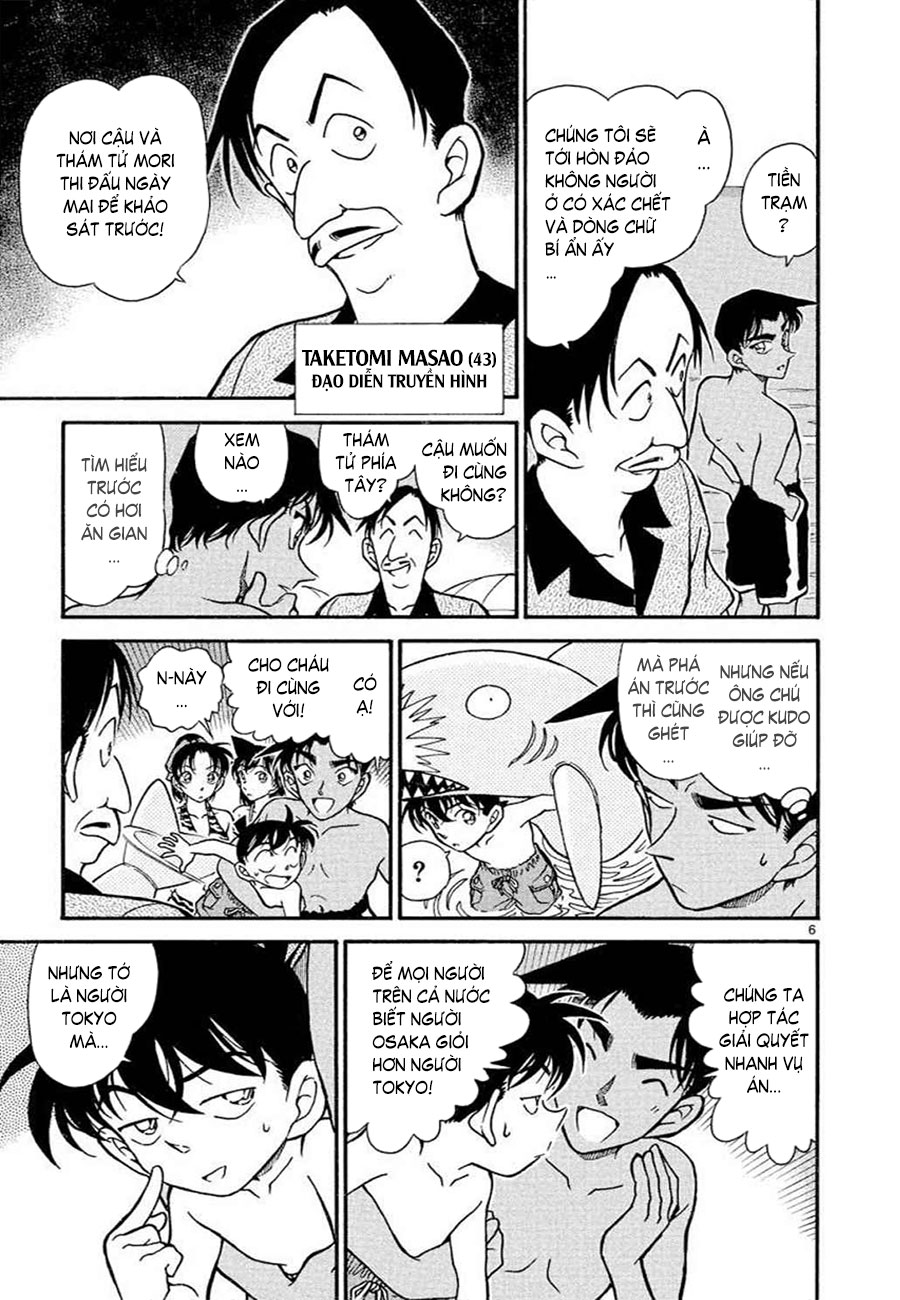 TIỀN
TRẠM
?
À
...
CHÚNG TÔI SẼ
TỚI HÒN ĐẢO
KHÔNG NGƯỜI
Ở CÓ XÁC CHẾT
VÀ DÒNG CHỮ
BÍ ẨN ẤY
...
NƠI CẬU VÀ
THÁM TỬ MORI
THI ĐẤU NGÀY
MAI ĐỂ KHẢO
SÁT TRƯỚC!
TAKETOMI MASAO (43)
ĐẠO DIỄN TRUYỀN HÌNH
CẬU MUỐN
ĐI CÙNG
KHÔNG?
THÁM
TỬ PHÍA
TÂY?
XEM
NÀO
...
TÌM HIỂU
TRƯỚC
CÓ HƠI
ĂN GIAN
...
NHƯNG NẾU
ÔNG CHÚ
ĐƯỢC KUDO
GIÚP ĐỠ
...
MÀ PHÁ
ÁN TRƯỚC
THÌ CŨNG
GHÉT
...
?
CÓ
Ạ!
CHO CHÁU
ĐI CÙNG
VỚI!
N-NÀY
...
6
CHÚNG TA
HỢP TÁC
GIẢI QUYẾT
NHANH VỤ
ÁN...
ĐỂ MỌI NGƯỜI
TRÊN CẢ NƯỚC
BIẾT NGƯỜI
OSAKA GIỎI
HƠN NGƯỜI
TOKYO!
NHƯNG TỚ
LÀ NGƯỜI
TOKYO
MÀ...